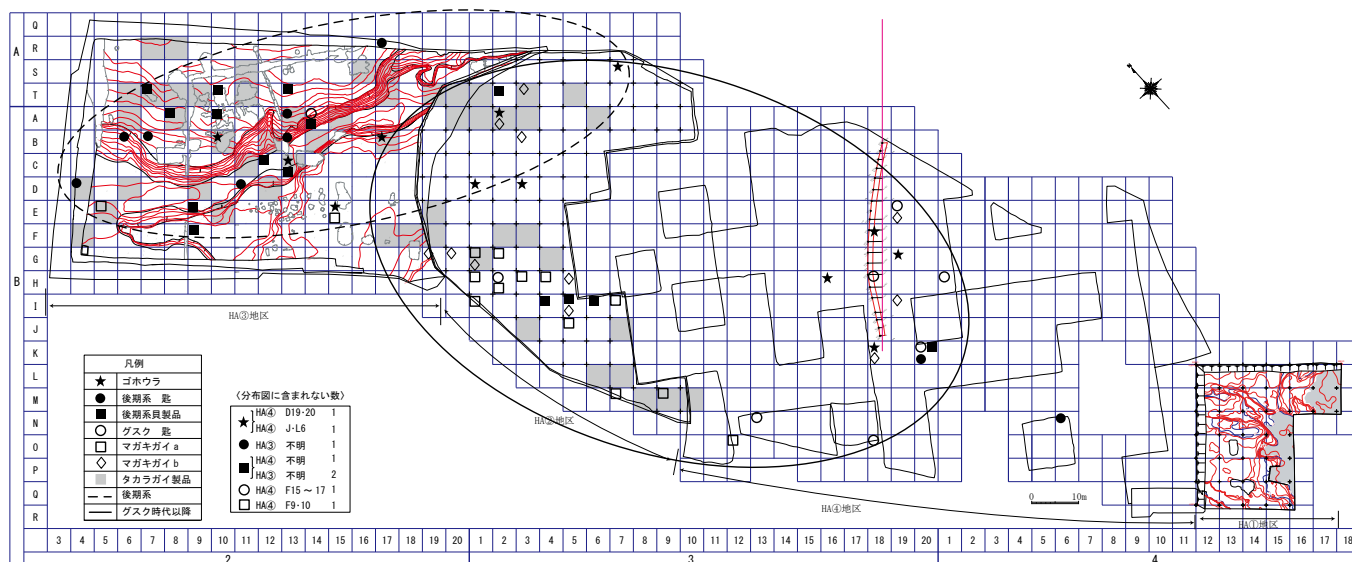 A
B
Q
R
S
T
A
B
C
D
E
F
G
H
I
J
K
L
M
N
O
P
Q
R
HA③地区
HA②地区
HA④地区
HA①地区
凡例
ゴホウラ
後期系 匙
後期系貝製品
グスク 匙
マガキガイa
マガキガイb
タカラガイ製品
後期系
グスク時代以降
〈分布図に含まれない数〉
HA④ D19・20 1
HA④ J-L6 1
HA③ 不明 1
HA④ 不明 1
HA③ 不明 2
HA④ F15～17 1
HA④ F9・10 1
0 10m
3 4 5 6 7 8 9 10 11 12 13 14 15 16 17 18 19 20 1 2 3 4 5 6 7 8 9 10 11 12 13 14 15 16 17 18 19 20 1 2 3 4 5 6 7 8 9 10 11 12 13 14 15 16 17 18
2 3 4